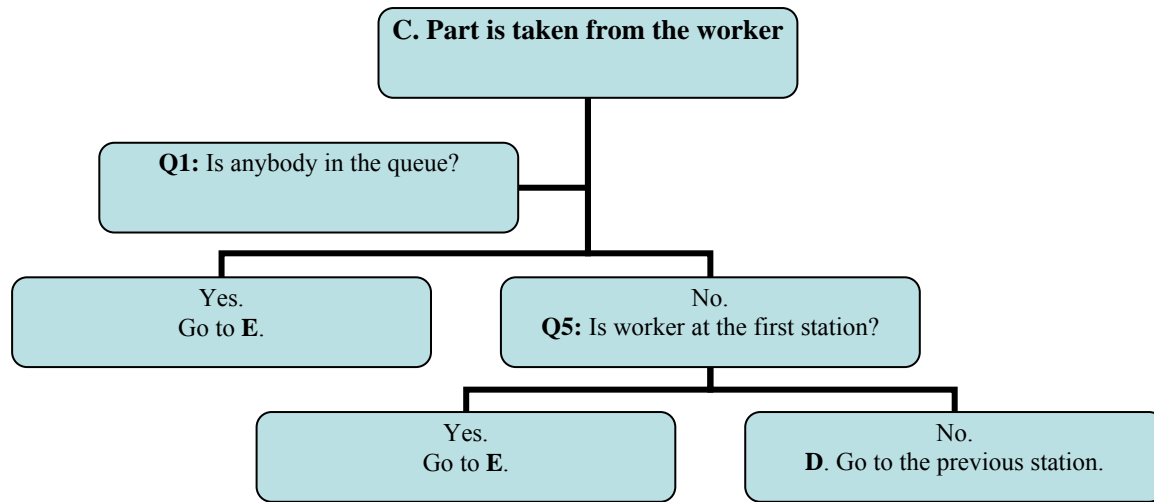 C. Part is taken from the worker
Q1: Is anybody in the queue?
Yes.
Go to E.
No.
Q5: Is worker at the first station?
Yes.
Go to E.
No.
D. Go to the previous station.